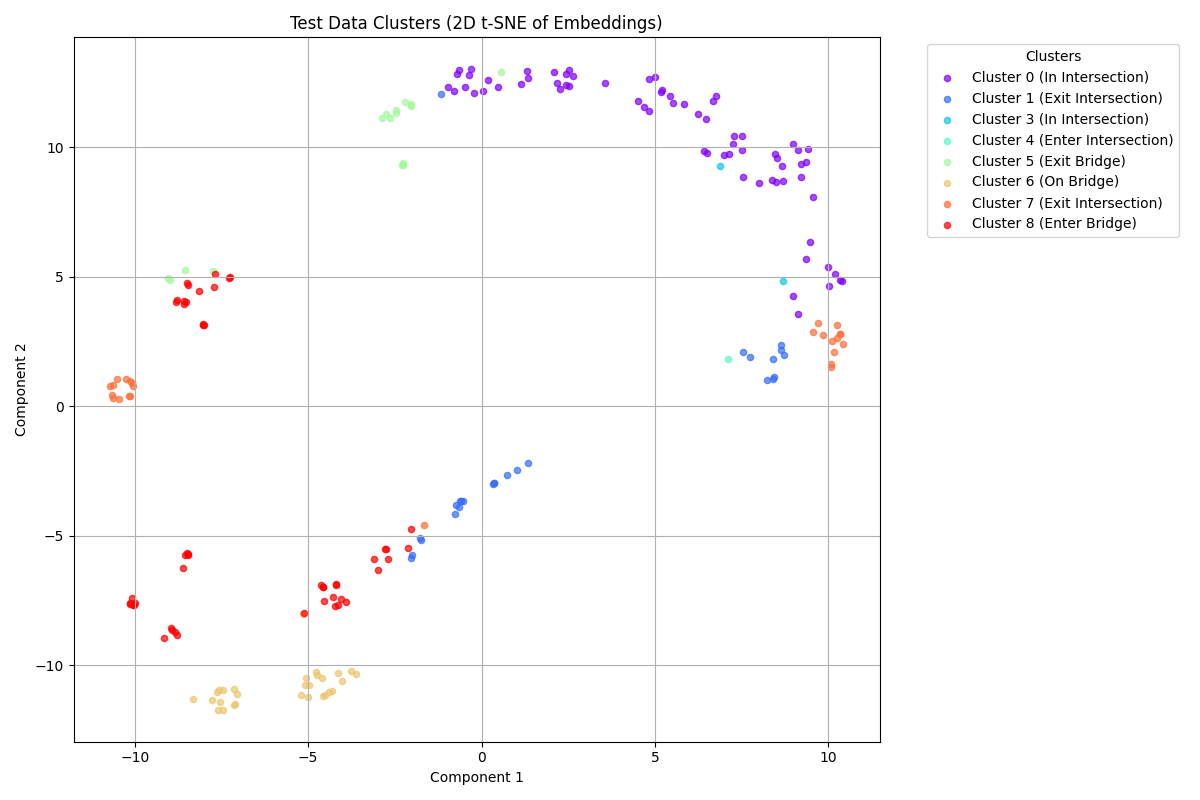 Test Data Clusters (2D t-SNE of Embeddings)
Clusters
Cluster 0 (In Intersection)
Cluster 1 (Exit Intersection)
Cluster 3 (In Intersection)
Cluster 4 (Enter Intersection)
Cluster 5 (Exit Bridge)
Cluster 6 (On Bridge)
Cluster 7 (Exit Intersection)
Cluster 8 (Enter Bridge)
Component 2
10
5
0
−5
−10
−10
−5
0
5
10
Component 1